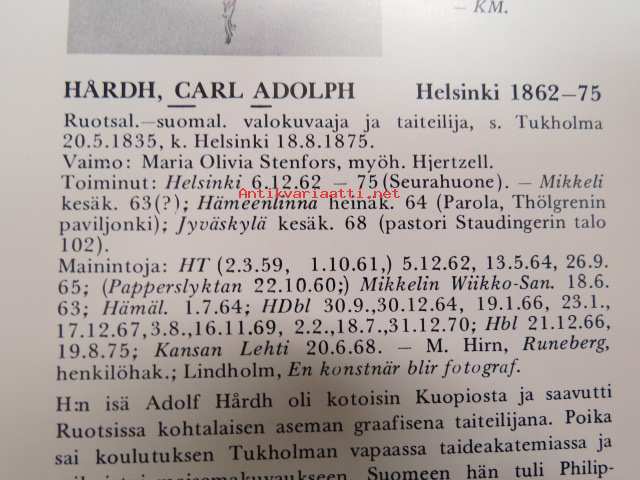 – KM.
HÅRDH, CARL ADOLPH Helsinki 1862–75
Ruotsal.–suomal. valokuvaaja ja taiteilija, s. Tukholma
20.5.1835, k. Helsinki 18.8.1875.
Vaimo: Maria Olivia Stenfors, myöh. Hjertzell.
Toiminut: Helsinki 6.12.62 – 75 (Seurahuone). – Mikkeli
Antikvariaatti.net
kesäk. 63(?); Hämeenlinna heinäk. 64 (Parola, Thölgrenin
paviljonki); Jyväskylä kesäk. 68 (pastori Staudingerin talo
102).
Mainintoja: HT (2.3.59, 1.10.61,) 5.12.62, 13.5.64, 26.9.
65; (Papperslyktan 22.10.60;) Mikkelin Wiikko-San. 18.6.
63; Hämäl. 1.7.64; HDbl 30.9.,30.12.64, 19.1.66, 23.1.,
17.12.67,3.8.,16.11.69, 2.2.,18.7.,31.12.70; Hbl 21.12.66,
19.8.75; Kansan Lehti 20.6.68. – M. Hirn, Runeberg,
henkilöhak.; Lindholm, En konstnär blir fotograf.
H:n isä Adolf Hårdh oli kotoisin Kuopiosta ja saavutti
Ruotsissa kohtalaisen aseman graafisena taiteilijana. Poika
sai koulutuksen Tukholman vapaassa taideakatemiassa ja
maisemakuvaukseen. Suomeen hän tuli Philip-